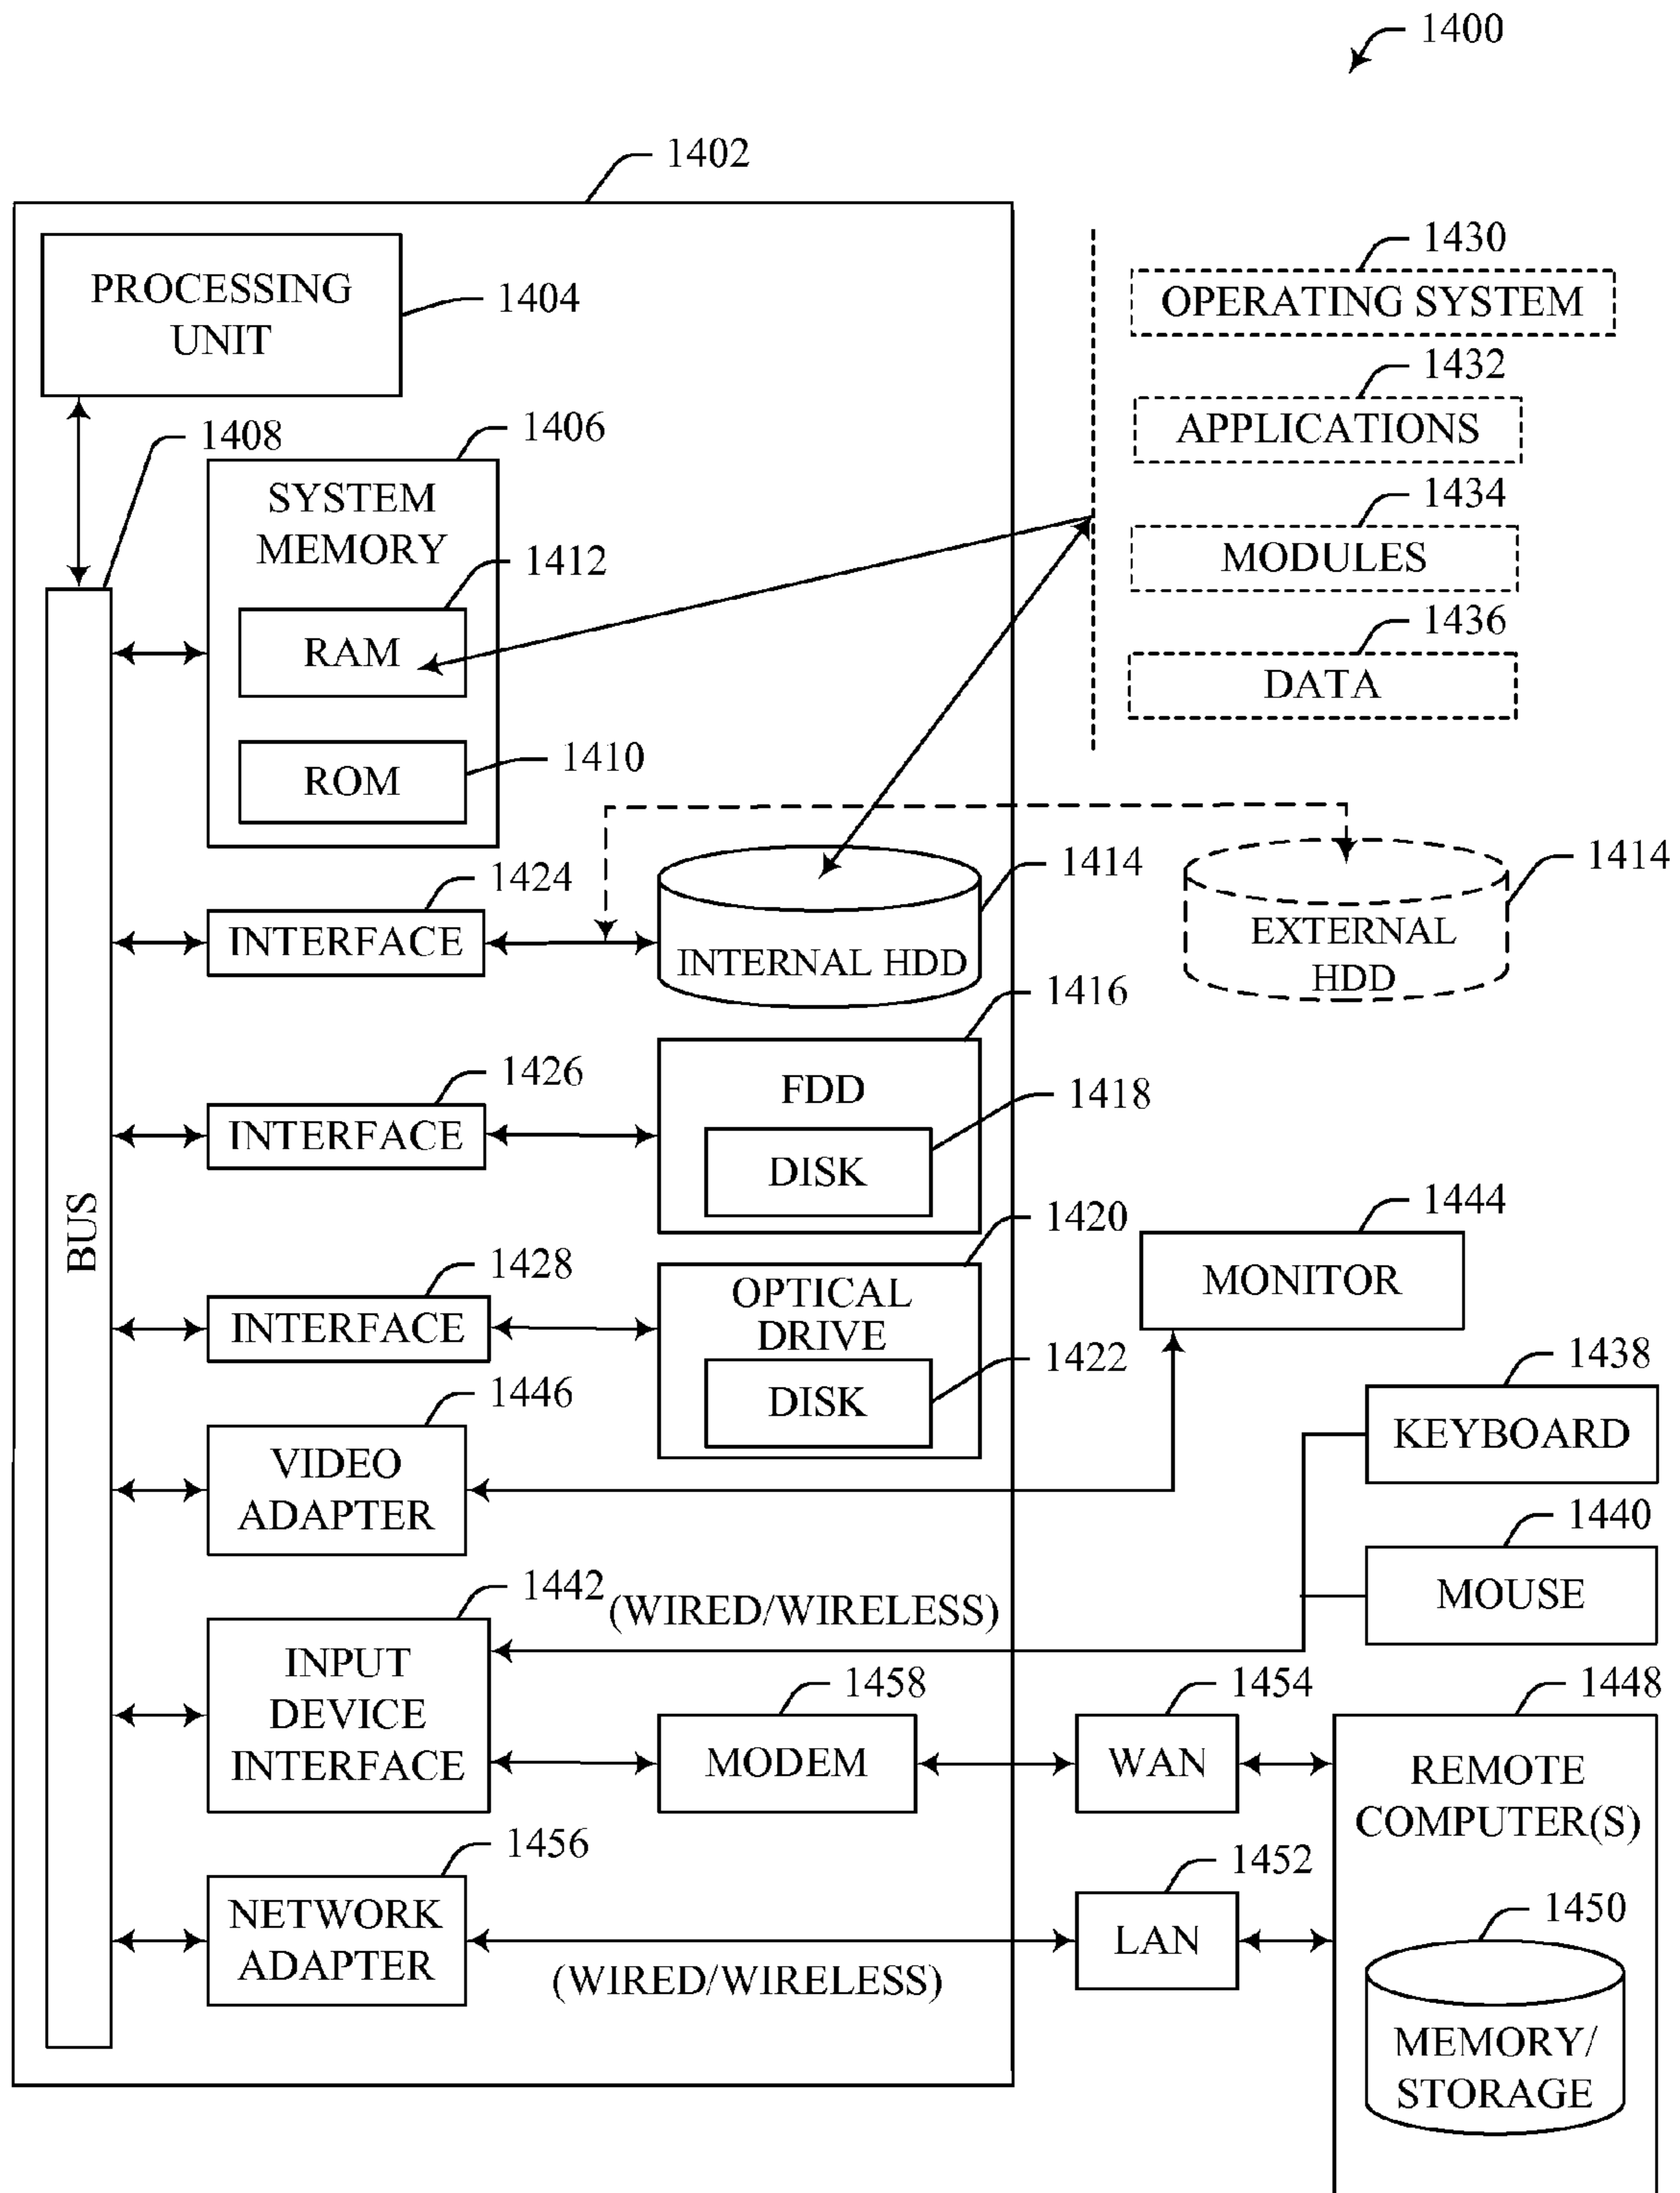 1400
1402
PROCESSING
UNIT
1404
1430
OPERATING SYSTEM
1432
APPLICATIONS
1434
MODULES
1436
DATA
1408
1406
SYSTEM
MEMORY
1412
RAM
1410
ROM
1424
INTERFACE
1414
INTERNAL HDD
1414
EXTERNAL
HDD
1416
FDD
1426
INTERFACE
1418
DISK
BUS
1420
OPTICAL
DRIVE
1428
INTERFACE
1422
DISK
1444
MONITOR
1446
VIDEO
ADAPTER
1438
KEYBOARD
1440
MOUSE
1442
(WIRED/WIRELESS)
INPUT
DEVICE
INTERFACE
1458
MODEM
1454
WAN
1448
REMOTE
COMPUTER(S)
1456
NETWORK
ADAPTER
(WIRED/WIRELESS)
1452
LAN
1450
MEMORY/
STORAGE